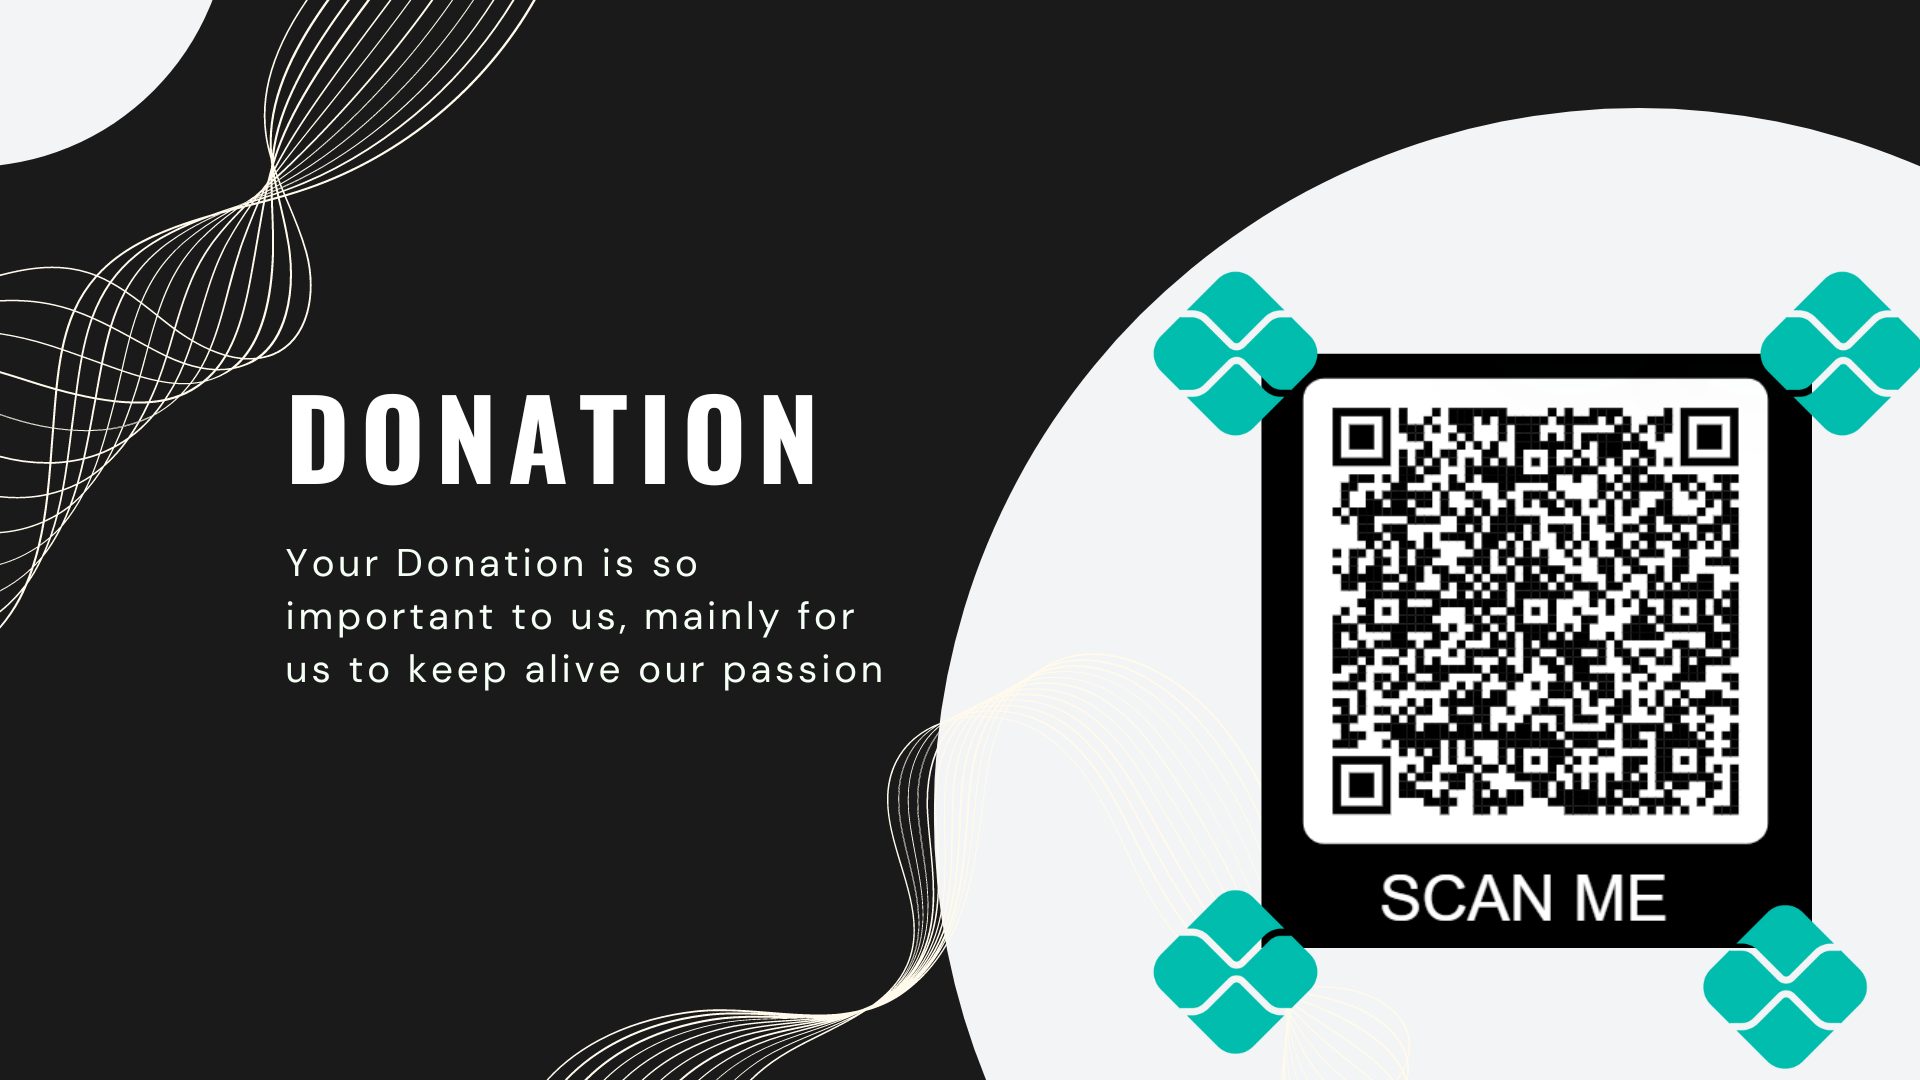 DONATION
Your Donation is so
important to us, mainly for
us to keep alive our passion
SCAN ME